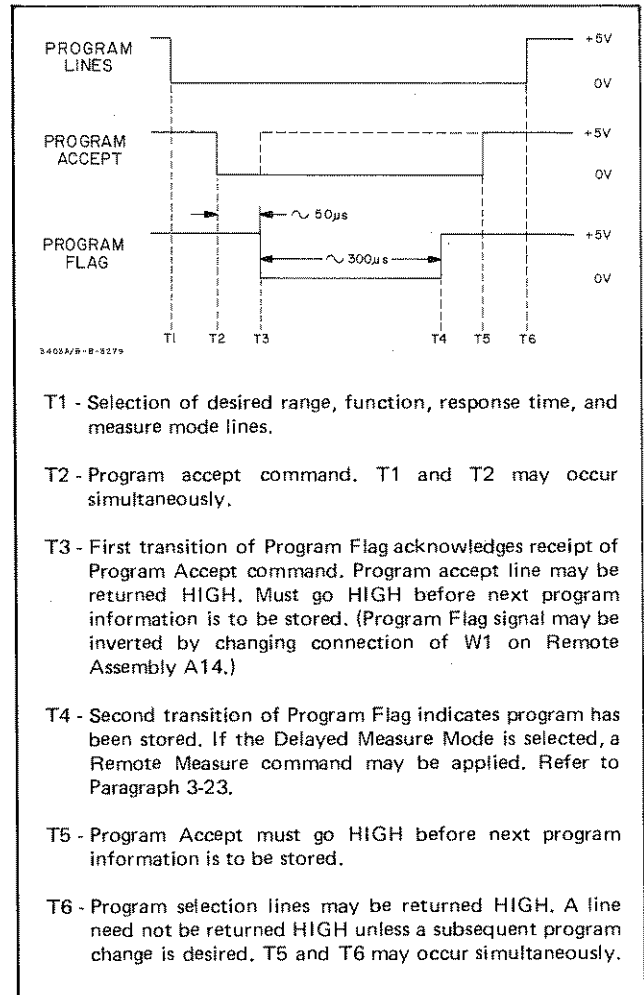 PROGRAM
LINES
+5V
0V
PROGRAM
ACCEPT
+5V
0V
~ 50µs
PROGRAM
FLAG
~ 300µs
+5V
0V
T1 T2 T3 T4 T5 T6
3403A/B-B-3279
T1 - Selection of desired range, function, response time, and
measure mode lines.
T2 - Program accept command. T1 and T2 may occur
simultaneously.
T3 - First transition of Program Flag acknowledges receipt of
Program Accept command. Program accept line may be
returned HIGH. Must go HIGH before next program
information is to be stored. (Program Flag signal may be
inverted by changing connection of W1 on Remote
Assembly A14.)
T4 - Second transition of Program Flag indicates program has
been stored. If the Delayed Measure Mode is selected, a
Remote Measure command may be applied. Refer to
Paragraph 3-23.
T5 - Program Accept must go HIGH before next program
information is to be stored.
T6 - Program selection lines may be returned HIGH. A line
need not be returned HIGH unless a subsequent program
change is desired. T5 and T6 may occur simultaneously.